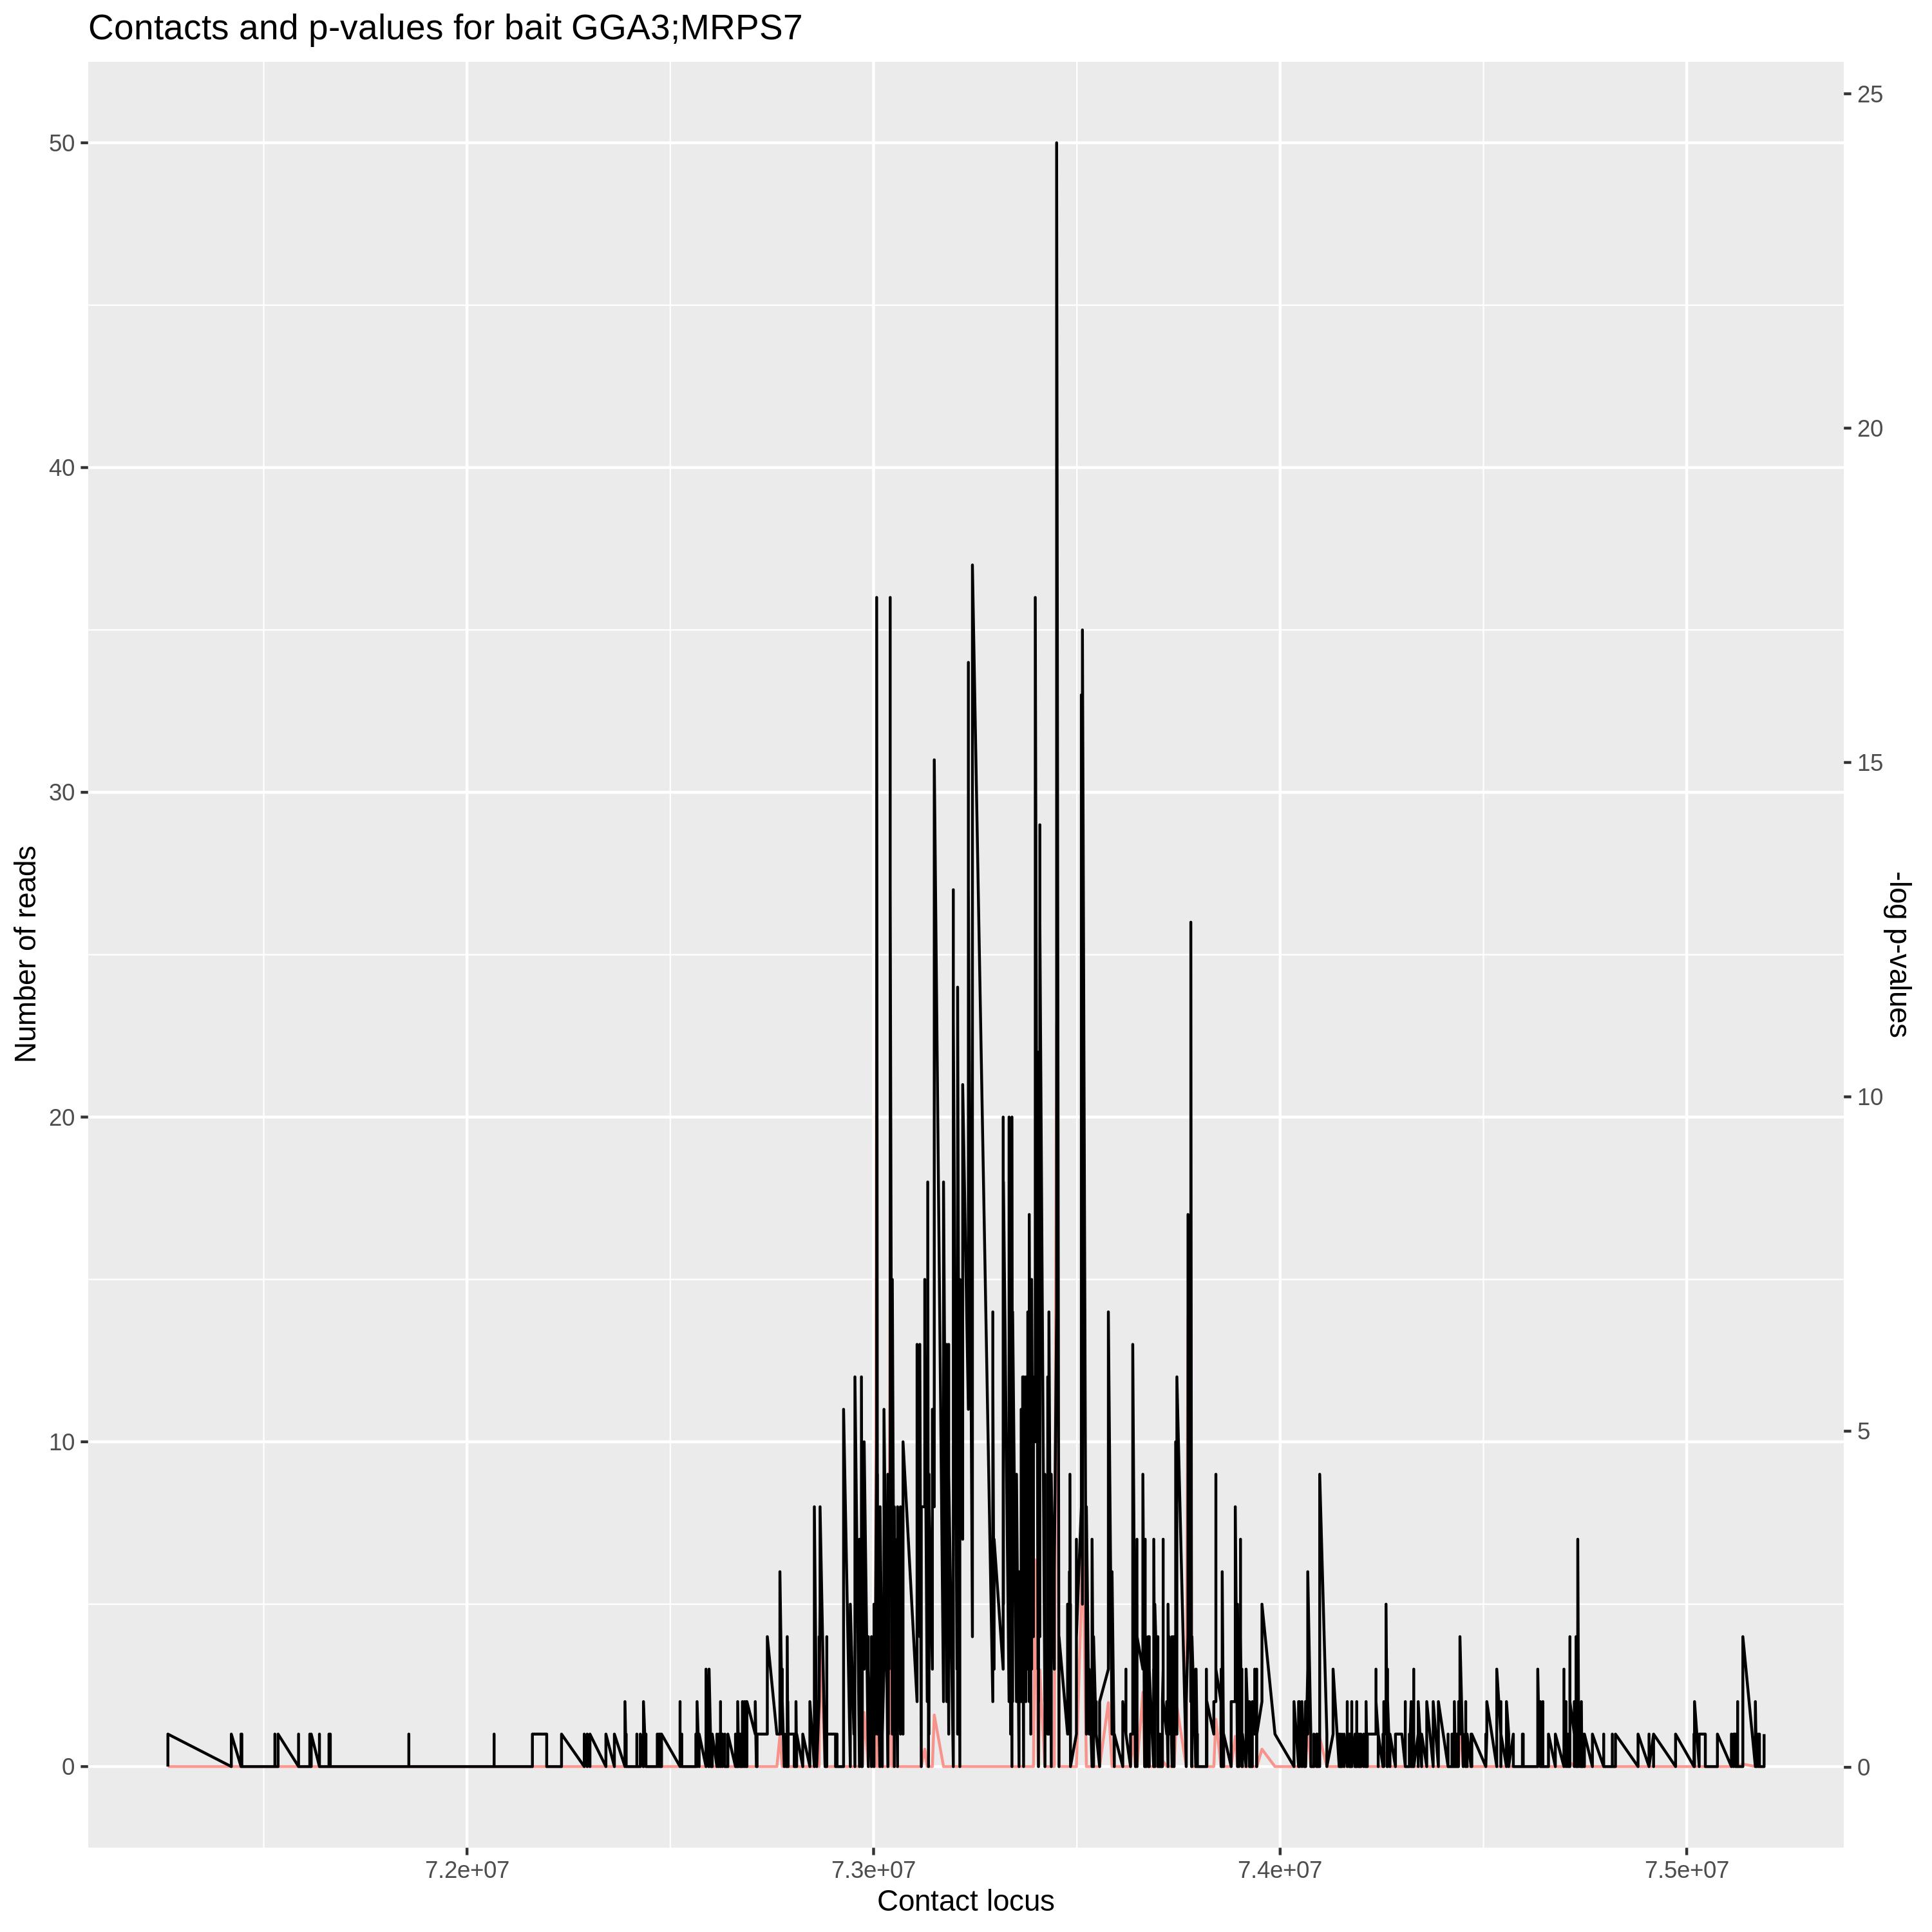 Contacts and p-values for bait GGA3;MRPS7
Number of reads
50
40
30
20
10
0
25
20
15
10
5
0
-log p-values
7.2e+07
7.3e+07
7.4e+07
7.5e+07
Contact locus